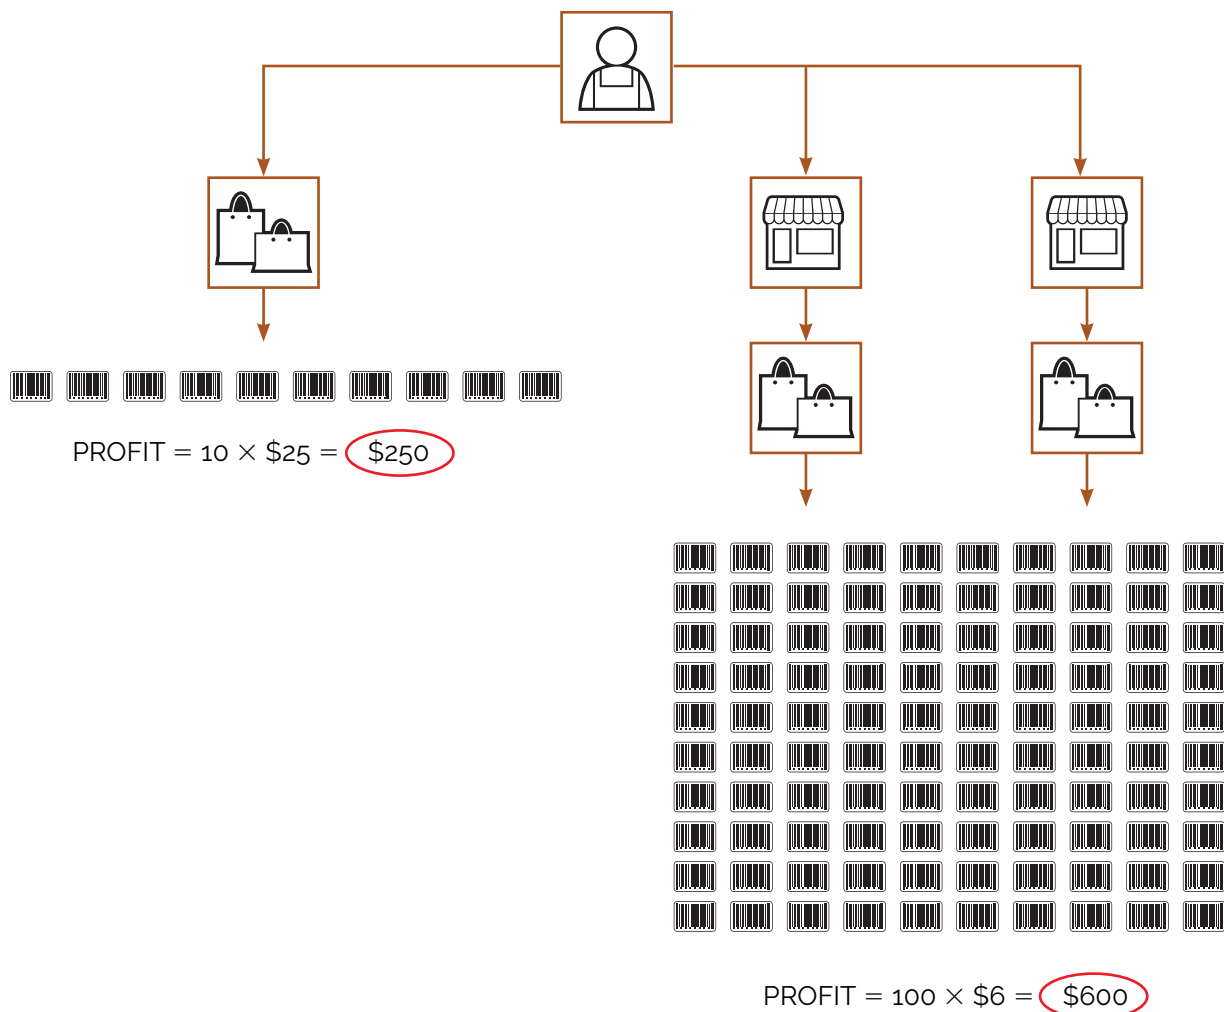 PROFIT = 10 × $25 = $250
PROFIT = 100 × $6 = $600